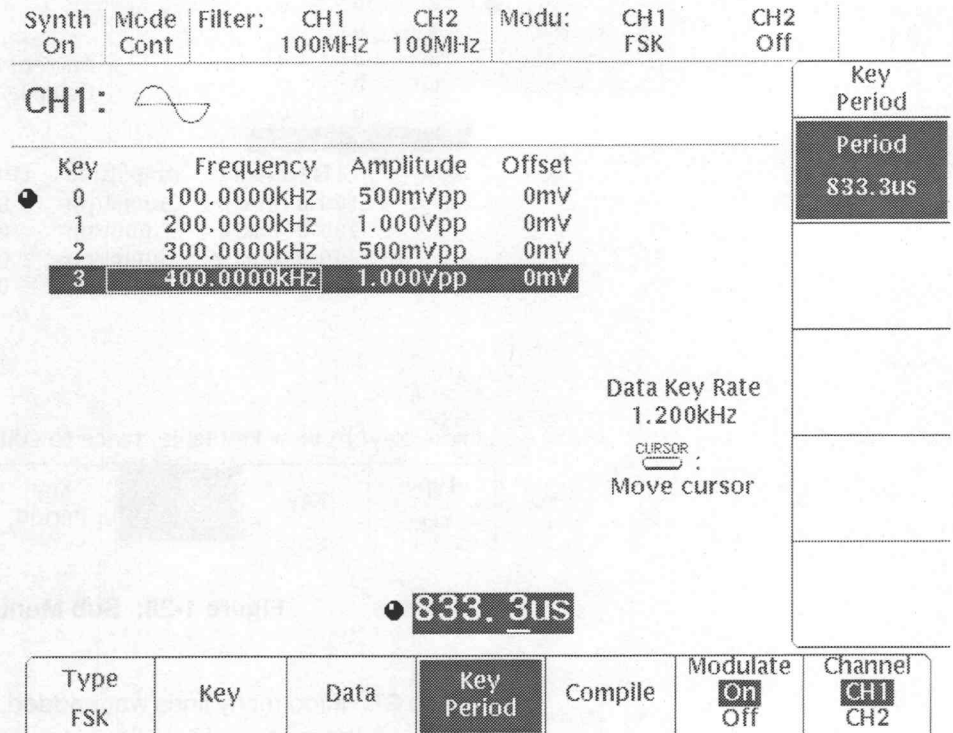 Synth Mode Filter: CH1 CH2 Modu: CH1 CH2
On Cont 100MHz 100MHz FSK Off
CH1:
Key Period
Period
833.3us
Key Frequency Amplitude Offset
0 100.0000kHz 500mVpp 0mV
1 200.0000kHz 1.000Vpp 0mV
2 300.0000kHz 500mVpp 0mV
3 400.0000kHz 1.000Vpp 0mV
Data Key Rate
1.200kHz
CURSOR :
Move cursor
833.3us
Type
FSK
Key
Data
Key
Period
Compile
Modulate
On
Off
Channel
CH1
CH2